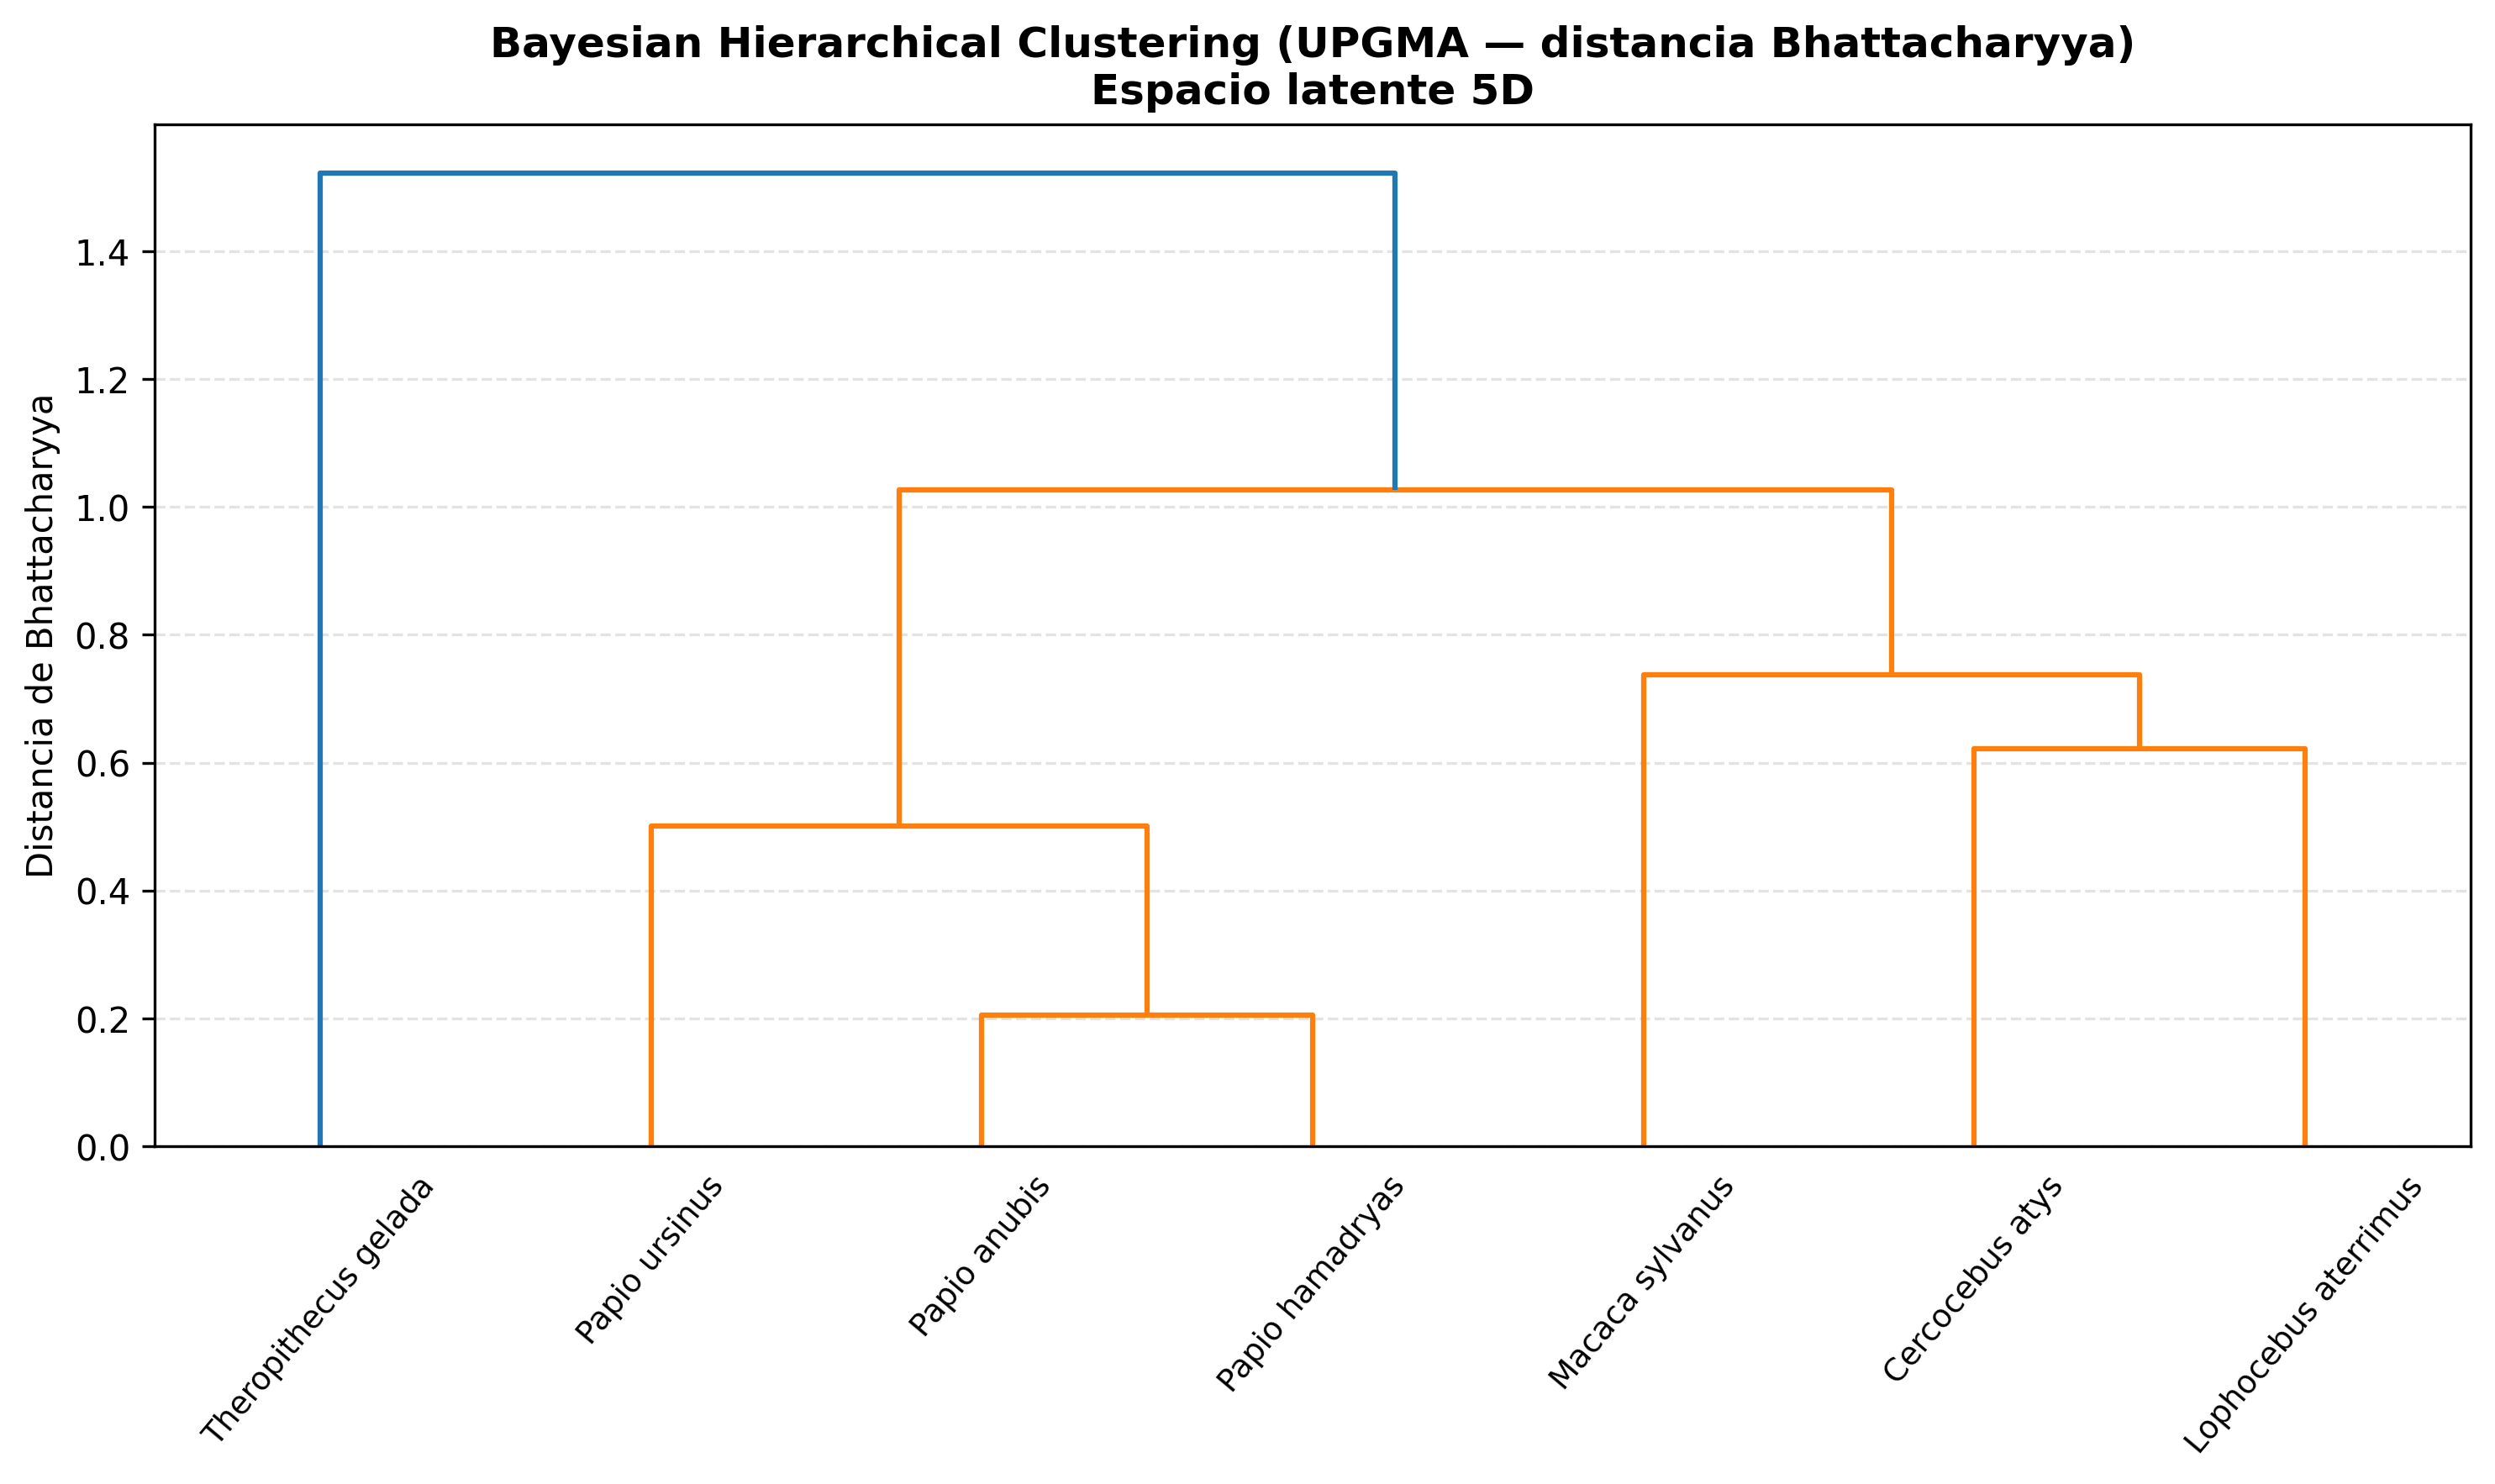 Bayesian Hierarchical Clustering (UPGMA — distancia Bhattacharyya)
Espacio latente 5D
Distancia de Bhattacharyya
1.4
1.2
1.0
0.8
0.6
0.4
0.2
0.0
Theropithecus gelada
Papio ursinus
Papio anubis
Papio hamadryas
Macaca sylvanus
Cercocebus atys
Lophocebus aterrimus